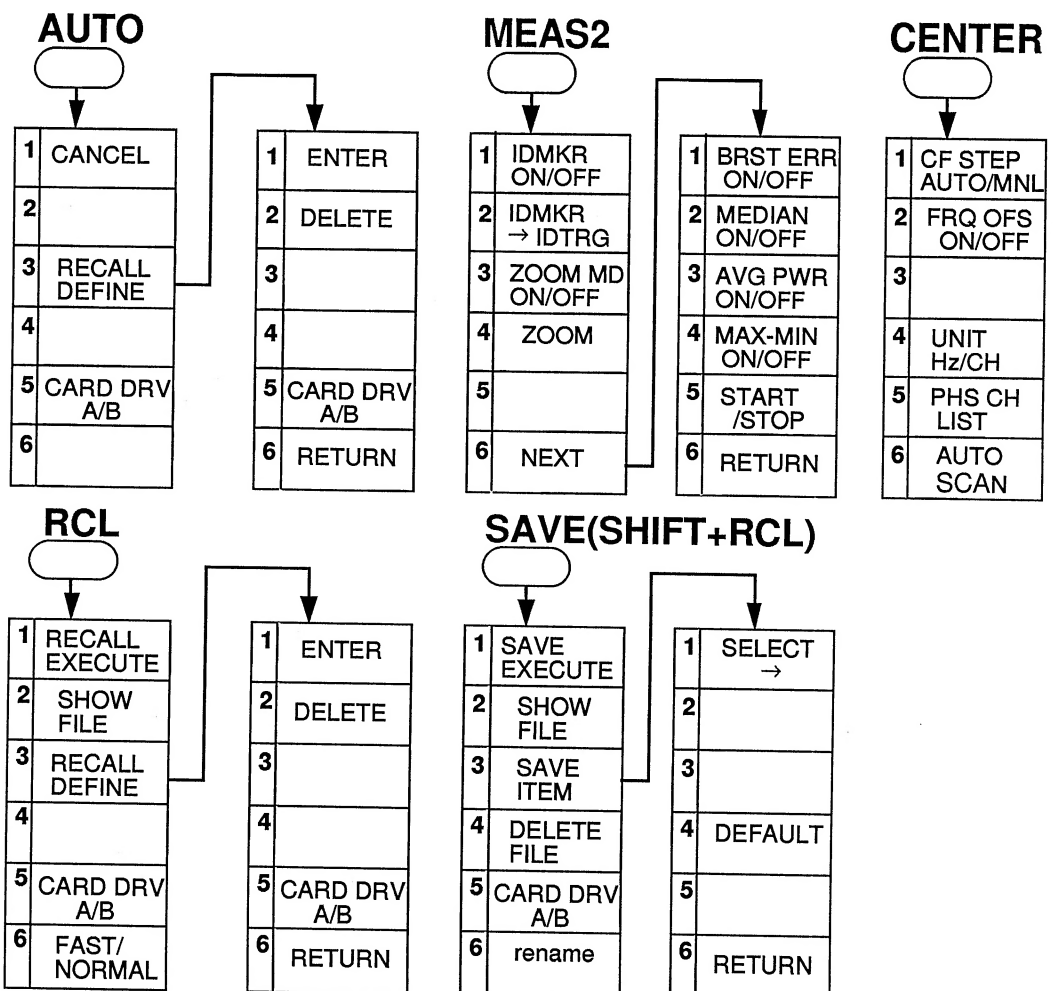 AUTO
1 CANCEL
2
3 RECALL
DEFINE
4
5 CARD DRV
A/B
6
1 ENTER
2 DELETE
3
4
5 CARD DRV
A/B
6 RETURN
MEAS2
1 IDMKR
ON/OFF
2 IDMKR
→ IDTRG
3 ZOOM MD
ON/OFF
4 ZOOM
5
6 NEXT
1 BRST ERR
ON/OFF
2 MEDIAN
ON/OFF
3 AVG PWR
ON/OFF
4 MAX-MIN
ON/OFF
5 START
/STOP
6 RETURN
CENTER
1 CF STEP
AUTO/MNL
2 FRQ OFS
ON/OFF
3
4 UNIT
Hz/CH
5 PHS CH
LIST
6 AUTO
SCAN
RCL
1 RECALL
EXECUTE
2 SHOW
FILE
3 RECALL
DEFINE
4
5 CARD DRV
A/B
6 FAST/
NORMAL
1 ENTER
2 DELETE
3
4
5 CARD DRV
A/B
6 RETURN
SAVE(SHIFT+RCL)
1 SAVE
EXECUTE
2 SHOW
FILE
3 SAVE
ITEM
4 DELETE
FILE
5 CARD DRV
A/B
6 rename
1 SELECT
→
2
3
4 DEFAULT
5
6 RETURN